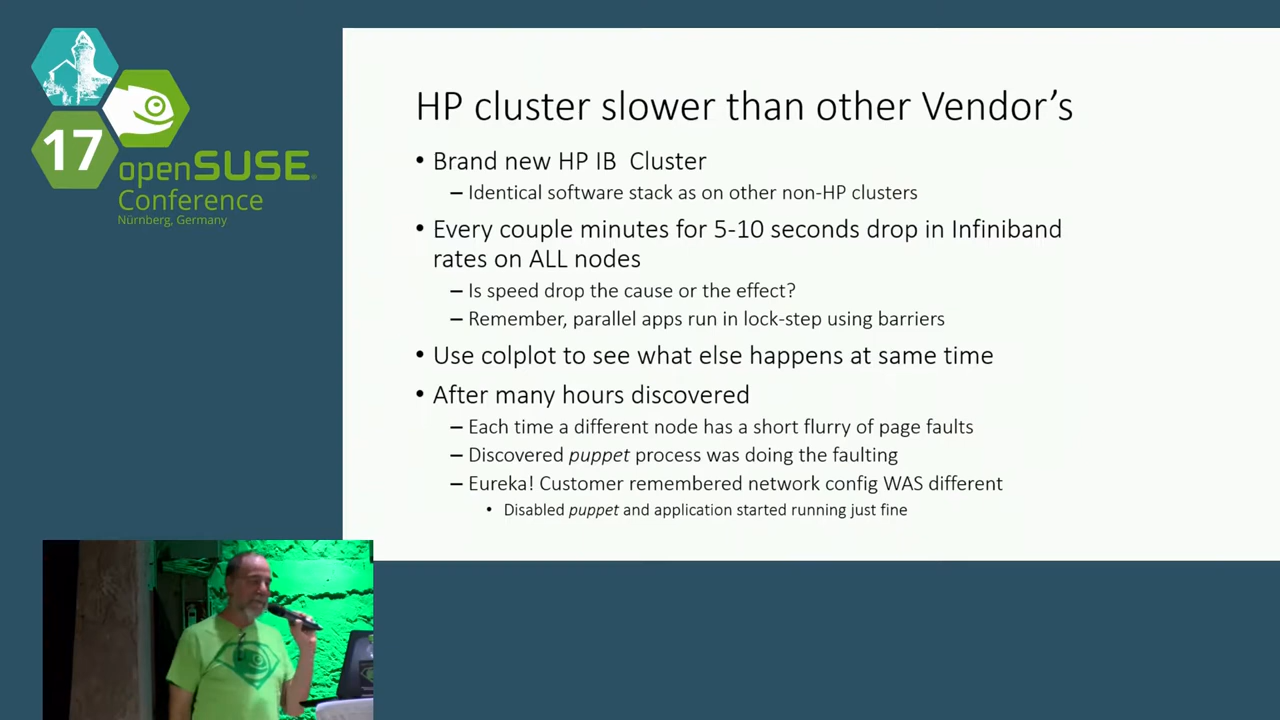 17
openSUSE
Conference
Nürnberg, Germany
HP cluster slower than other Vendor's
• Brand new HP IB Cluster
– Identical software stack as on other non-HP clusters
• Every couple minutes for 5-10 seconds drop in Infiniband
rates on ALL nodes
– Is speed drop the cause or the effect?
– Remember, parallel apps run in lock-step using barriers
• Use colplot to see what else happens at same time
• After many hours discovered
– Each time a different node has a short flurry of page faults
– Discovered puppet process was doing the faulting
– Eureka! Customer remembered network config WAS different
• Disabled puppet and application started running just fine